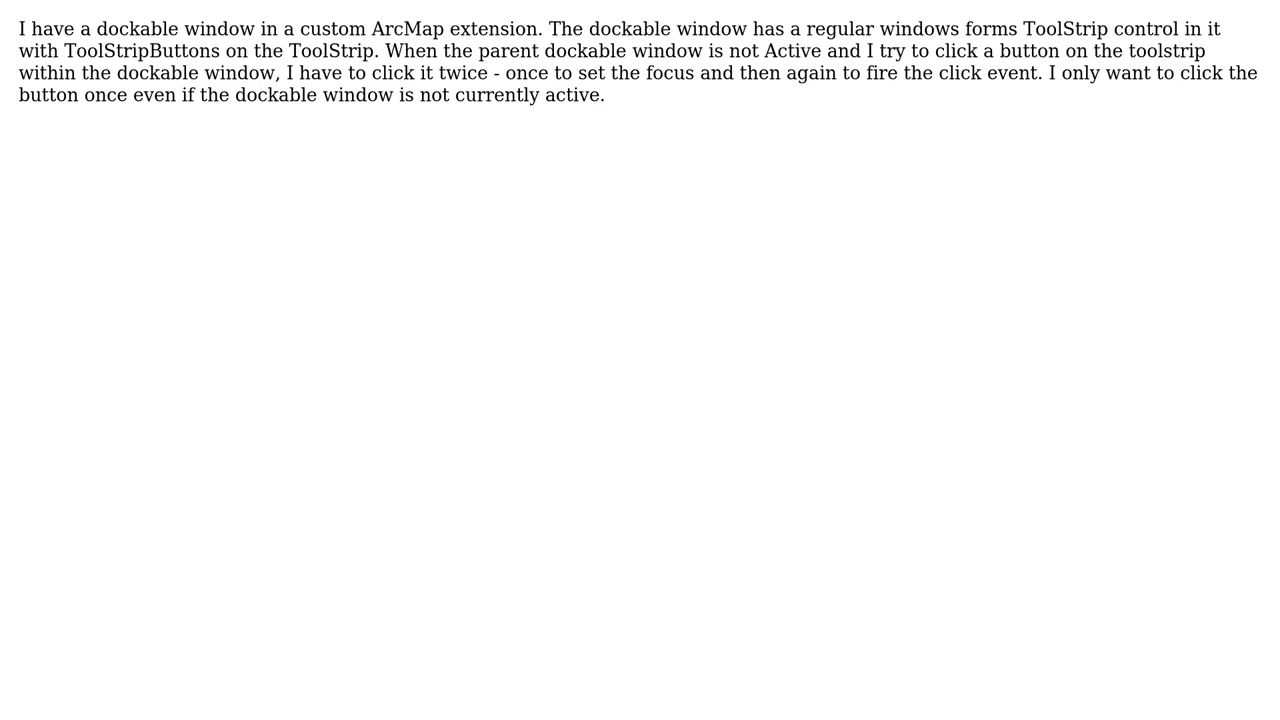 I have a dockable window in a custom ArcMap extension. The dockable window has a regular windows forms ToolStrip control in it
with ToolStripButtons on the ToolStrip. When the parent dockable window is not Active and I try to click a button on the toolstrip
within the dockable window, I have to click it twice - once to set the focus and then again to fire the click event. I only want to click the
button once even if the dockable window is not currently active.